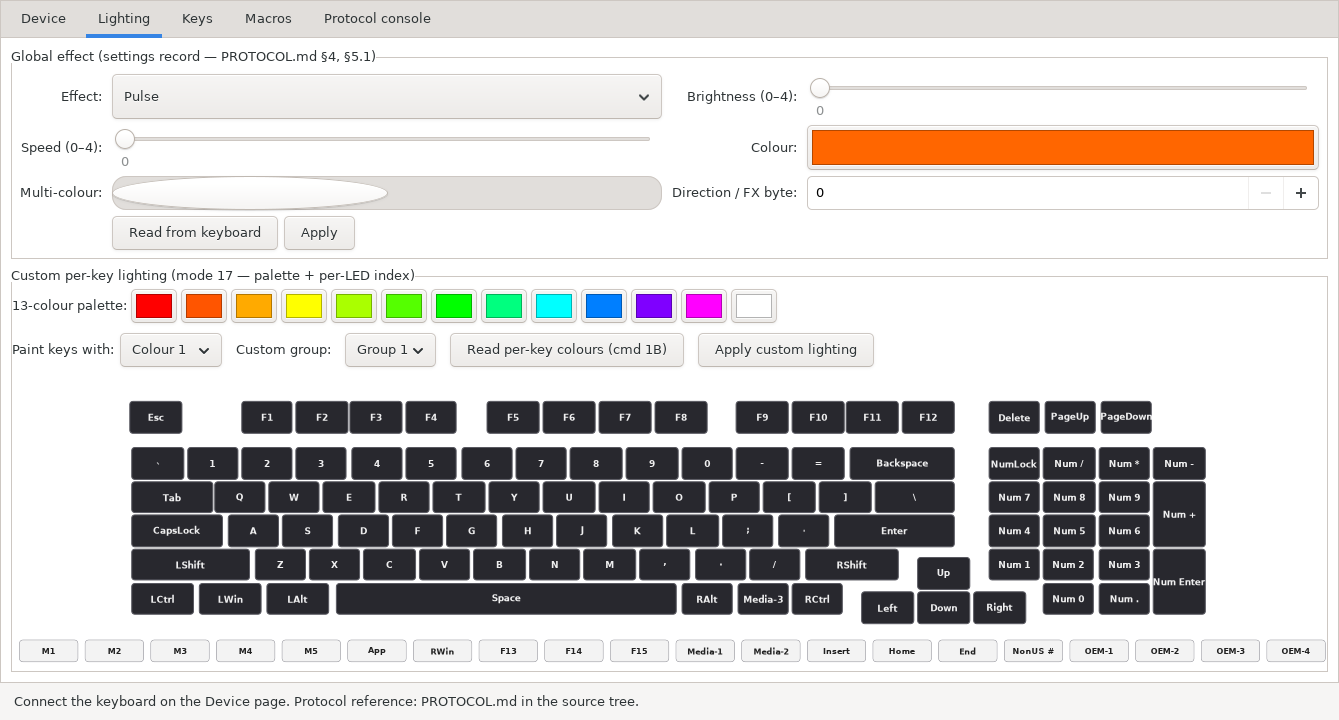 Device Lighting Keys Macros Protocol console
Global effect (settings record — PROTOCOL.md §4, §5.1)
Effect: Pulse Brightness (0–4): 0
Speed (0–4): 0 Colour:
Multi-colour: Direction / FX byte: 0 − +
Read from keyboard Apply
Custom per-key lighting (mode 17 — palette + per-LED index)
13-colour palette:
Paint keys with: Colour 1 Custom group: Group 1 Read per-key colours (cmd 1B) Apply custom lighting
Esc F1 F2 F3 F4 F5 F6 F7 F8 F9 F10 F11 F12 Delete PageUp PageDown
` 1 2 3 4 5 6 7 8 9 0 - = Backspace NumLock Num / Num * Num -
Tab Q W E R T Y U I O P [ ] \ Num 7 Num 8 Num 9 Num +
CapsLock A S D F G H J K L ; ' Enter Num 4 Num 5 Num 6
LShift Z X C V B N M , . / RShift Up Num 1 Num 2 Num 3 Num Enter
LCtrl LWin LAlt Space RAlt Media-3 RCtrl Left Down Right Num 0 Num .
M1 M2 M3 M4 M5 App RWin F13 F14 F15 Media-1 Media-2 Insert Home End NonUS # OEM-1 OEM-2 OEM-3 OEM-4
Connect the keyboard on the Device page. Protocol reference: PROTOCOL.md in the source tree.